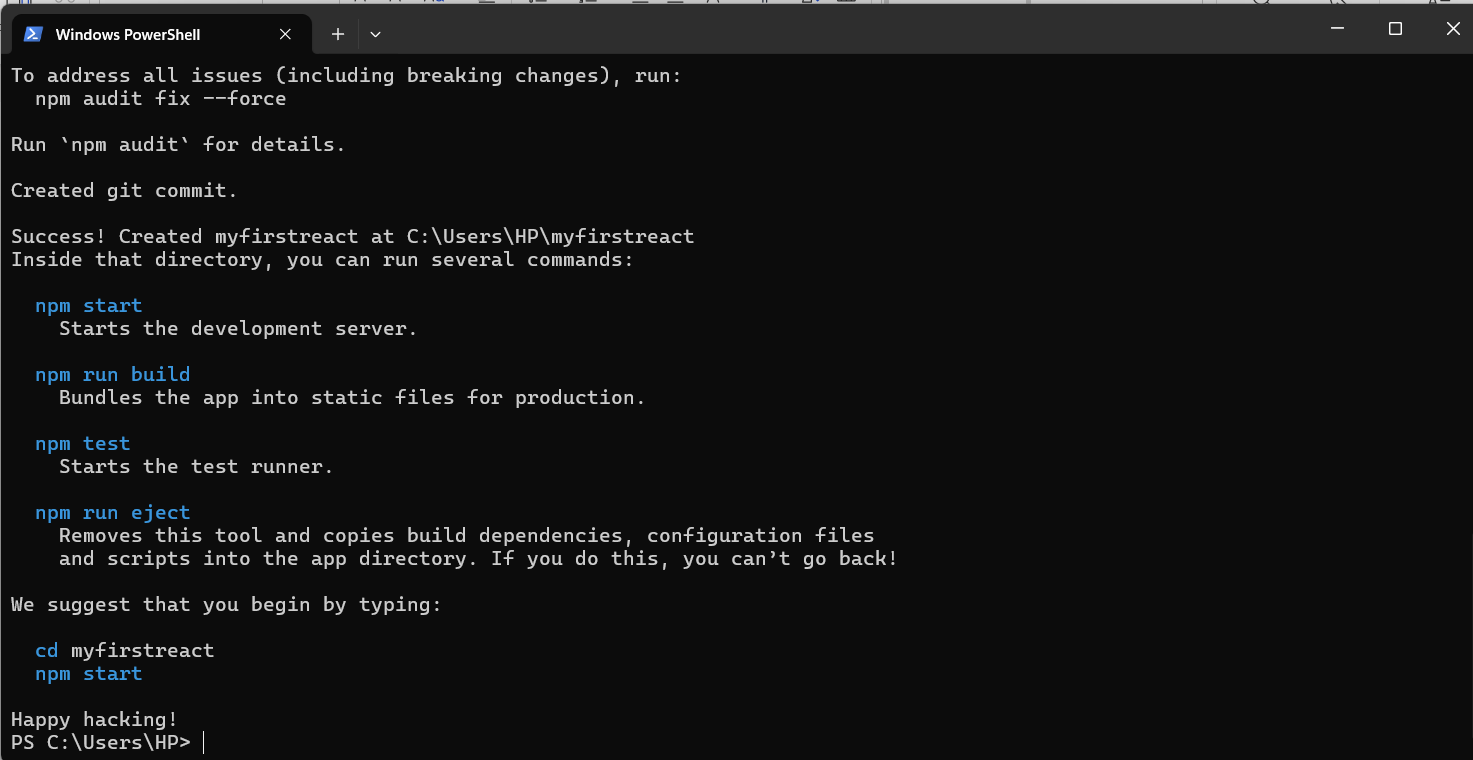 Windows PowerShell
To address all issues (including breaking changes), run:
npm audit fix --force
Run `npm audit` for details.
Created git commit.
Success! Created myfirstreact at C:\Users\HP\myfirstreact
Inside that directory, you can run several commands:
npm start
Starts the development server.
npm run build
Bundles the app into static files for production.
npm test
Starts the test runner.
npm run eject
Removes this tool and copies build dependencies, configuration files
and scripts into the app directory. If you do this, you can’t go back!
We suggest that you begin by typing:
cd myfirstreact
npm start
Happy hacking!
PS C:\Users\HP>